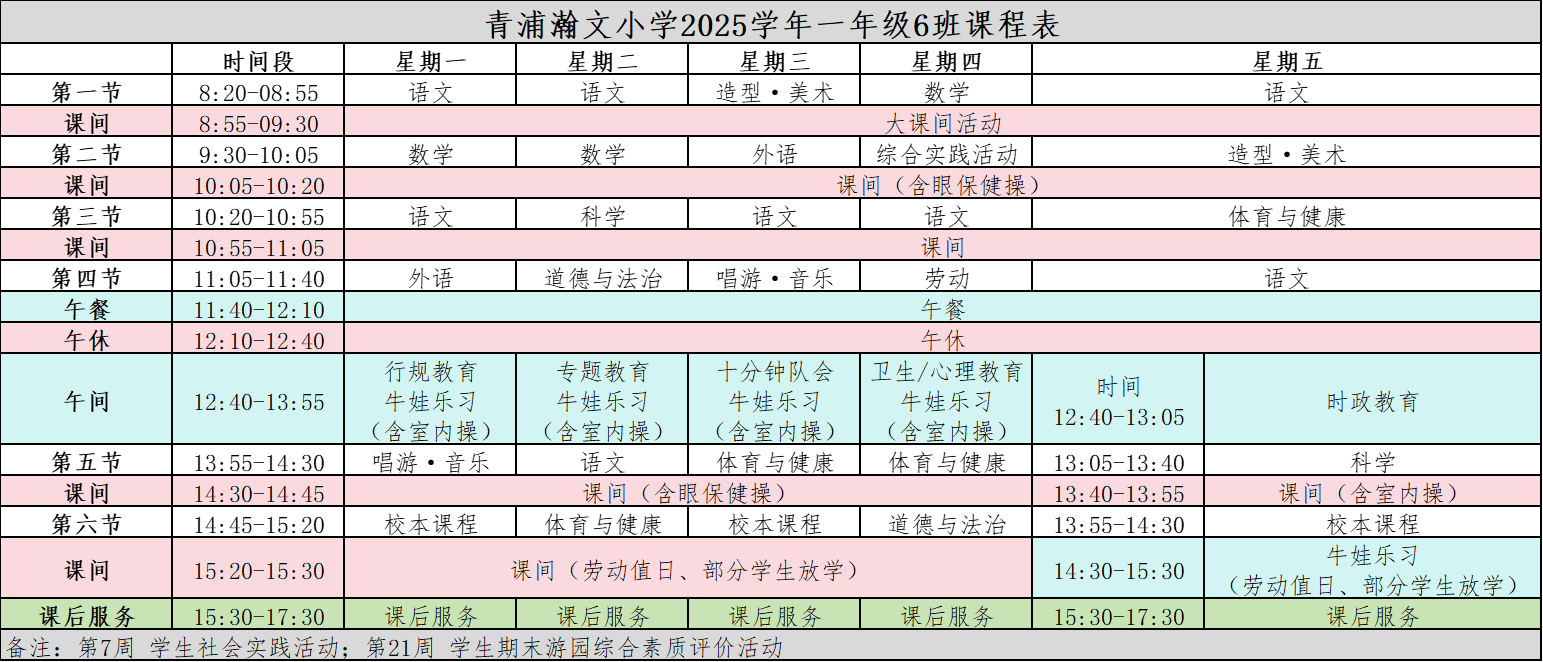 青浦瀚文小学2025学年一年级6班课程表
时间段 星期一 星期二 星期三 星期四 星期五
第一节 8:20-08:55 语文 语文 造型·美术 数学 语文
课间 8:55-09:30 大课间活动
第二节 9:30-10:05 数学 数学 外语 综合实践活动 造型·美术
课间 10:05-10:20 课间（含眼保健操）
第三节 10:20-10:55 语文 科学 语文 语文 体育与健康
课间 10:55-11:05 课间
第四节 11:05-11:40 外语 道德与法治 唱游·音乐 劳动 语文
午餐 11:40-12:10 午餐
午休 12:10-12:40 午休
午间 12:40-13:55 行规教育 牛娃乐习 （含室内操） 专题教育 牛娃乐习 （含室内操） 十分钟队会 牛娃乐习 （含室内操） 卫生/心理教育 牛娃乐习 （含室内操） 时间 12:40-13:05 时政教育
第五节 13:55-14:30 唱游·音乐 语文 体育与健康 体育与健康 13:05-13:40 科学
课间 14:30-14:45 课间（含眼保健操） 13:40-13:55 课间（含室内操）
第六节 14:45-15:20 校本课程 体育与健康 校本课程 道德与法治 13:55-14:30 校本课程
课间 15:20-15:30 课间（劳动值日、部分学生放学） 14:30-15:30 牛娃乐习 （劳动值日、部分学生放学）
课后服务 15:30-17:30 课后服务 课后服务 课后服务 课后服务 15:30-17:30 课后服务
备注：第7周 学生社会实践活动；第21周 学生期末游园综合素质评价活动